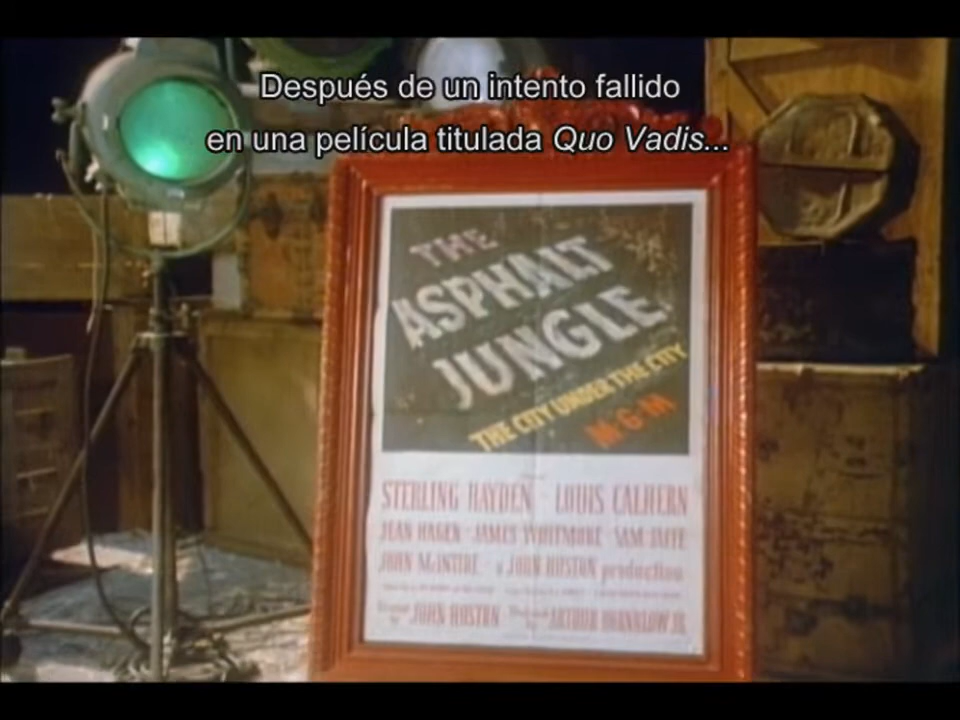 Después de un intento fallido
en una película titulada Quo Vadis...
THE
ASPHALT
JUNGLE
THE CITY UNDER THE CITY
M-G-M
STERLING HAYDEN - LOUIS CALHERN
JEAN HAGEN - JAMES WHITMORE - SAM JAFFE
JOHN McINTIRE - a JOHN HUSTON production
by JOHN HUSTON by ARTHUR HORNBLOW JR.